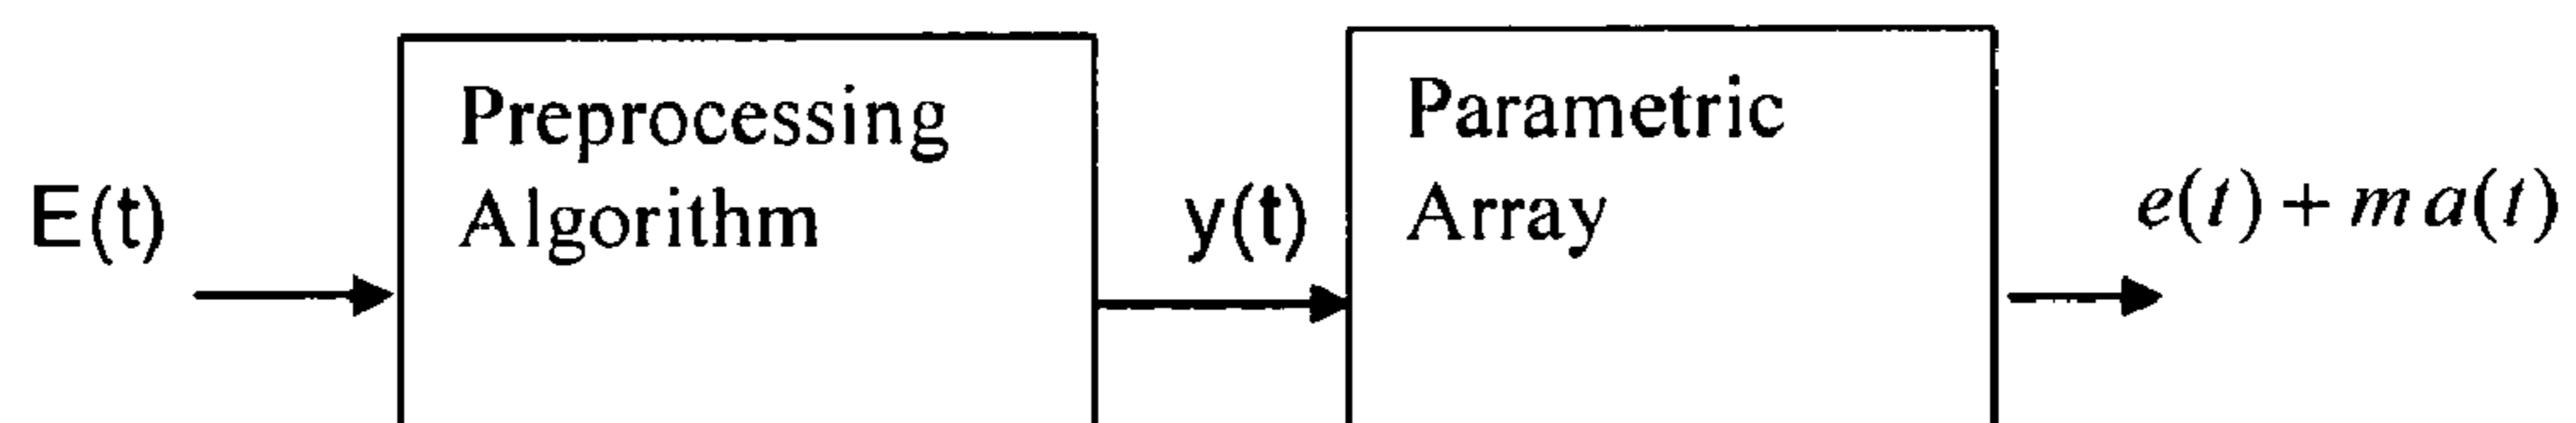 Preprocessing
Algorithm
Parametric
Array
E(t)
y(t)
e(t) + m a(t)